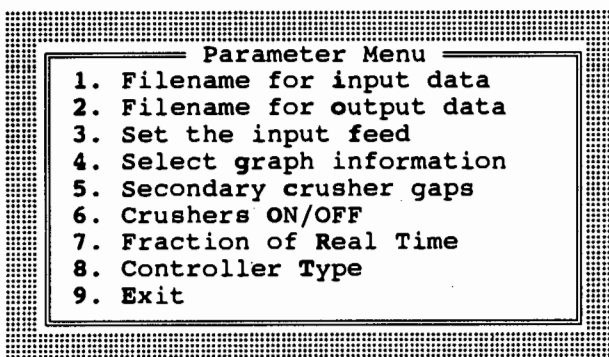 Parameter Menu
1. Filename for input data
2. Filename for output data
3. Set the input feed
4. Select graph information
5. Secondary crusher gaps
6. Crushers ON/OFF
7. Fraction of Real Time
8. Controller Type
9. Exit